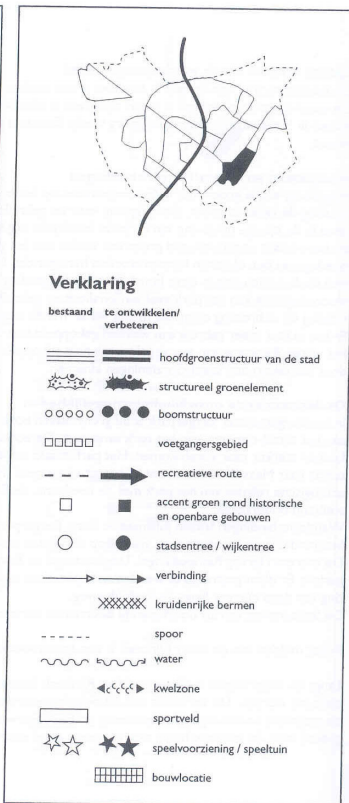 Verklaring
bestaand te ontwikkelen/
verbeteren
hoofdgroenstructuur van de stad
structureel groenelement
boomstructuur
voetgangersgebied
recreatieve route
accent groen rond historische
en openbare gebouwen
stadsentree / wijkentree
verbinding
kruidenrijke bermen
spoor
water
kwelzone
sportveld
speelvoorziening / speeltuin
bouwlocatie